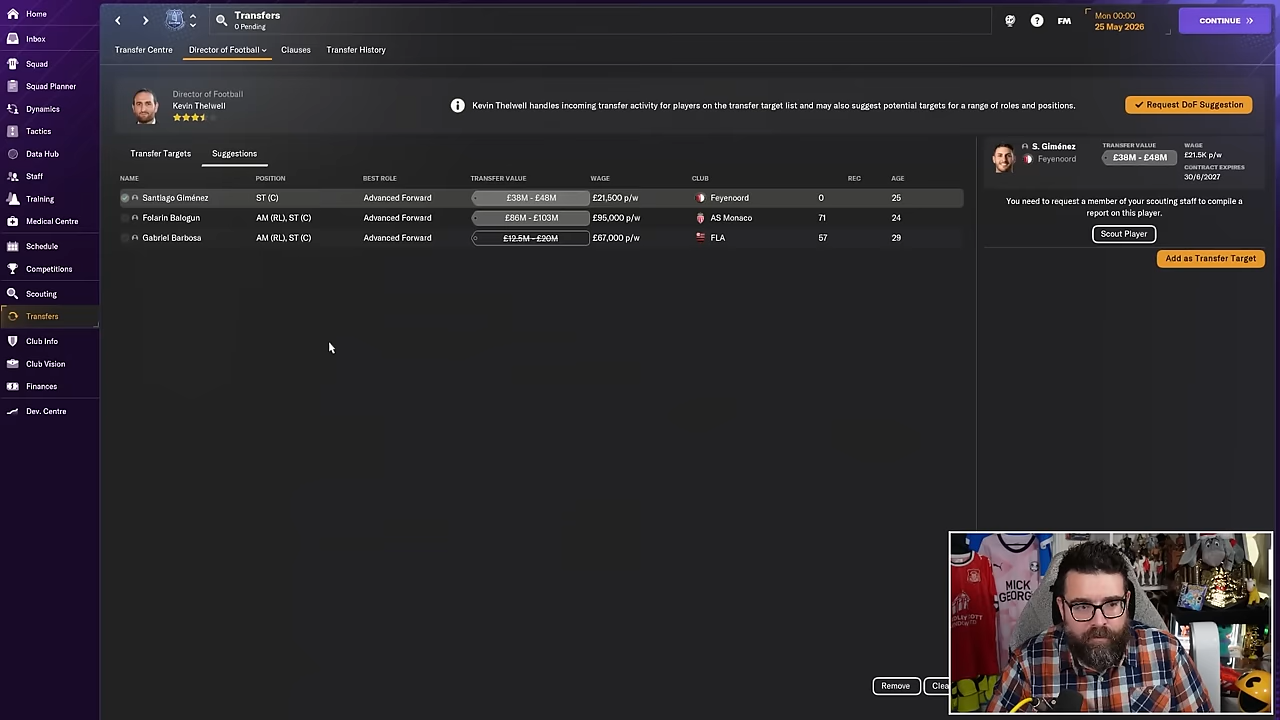 Home
Inbox
Squad
Squad Planner
Dynamics
Tactics
Data Hub
Staff
Training
Medical Centre
Schedule
Competitions
Scouting
Transfers
Club Info
Club Vision
Finances
Dev. Centre
Transfers
0 Pending
FM
Mon 00:00
25 May 2026
CONTINUE
Transfer Centre
Director of Football
Clauses
Transfer History
Director of Football
Kevin Thelwell
Kevin Thelwell handles incoming transfer activity for players on the transfer target list and may also suggest potential targets for a range of roles and positions.
Request DoF Suggestion
Transfer Targets
Suggestions
NAME POSITION BEST ROLE TRANSFER VALUE WAGE CLUB REC AGE
Santiago Giménez ST (C) Advanced Forward £38M - £48M £21,500 p/w Feyenoord 0 25
Folarin Balogun AM (RL), ST (C) Advanced Forward £86M - £103M £95,000 p/w AS Monaco 71 24
Gabriel Barbosa AM (RL), ST (C) Advanced Forward £12.5M - £20M £67,000 p/w FLA 57 29
S. Giménez
Feyenoord
TRANSFER VALUE
£38M - £48M
WAGE
£21.5K p/w
CONTRACT EXPIRES
30/6/2027
You need to request a member of your scouting staff to compile a
report on this player.
Scout Player
Add as Transfer Target
Remove
MICK
GEORGE